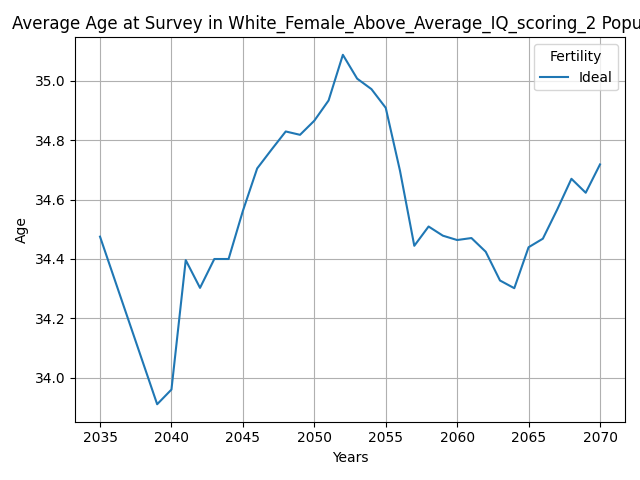 Average Age at Survey in White_Female_Above_Average_IQ_scoring_2 Popu
Fertility
Ideal
35.0
34.8
34.6
34.4
34.2
34.0
Age
2035 2040 2045 2050 2055 2060 2065 2070
Years